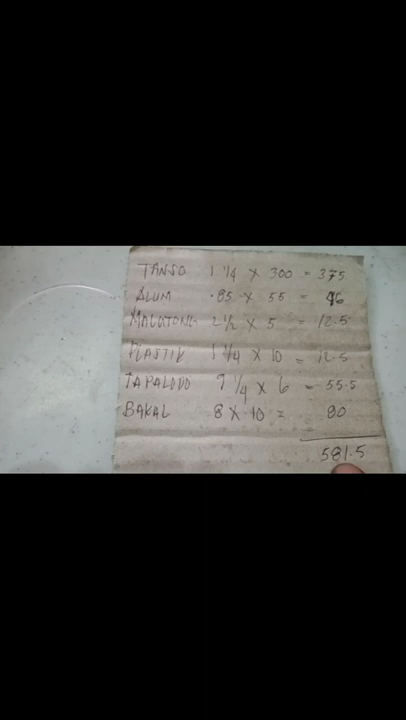 TANSO 1 1/4 X 300 = 375
ALUM .85 X 55 = 46
MALUTONG 2 1/2 X 5 = 12.5
PLASTIK 1 1/4 X 10 = 12.5
TAPALODO 9 1/4 X 6 = 55.5
BAKAL 8 X 10 = 80
581.5